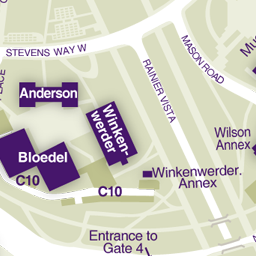 STEVENS WAY W
MASON ROAD
RAINIER VISTA
PLACE
Anderson
Winken-
werder
Wilson
Annex
Bloedel
Winkenwerder.
Annex
C10
C10
Entrance to
Gate 4